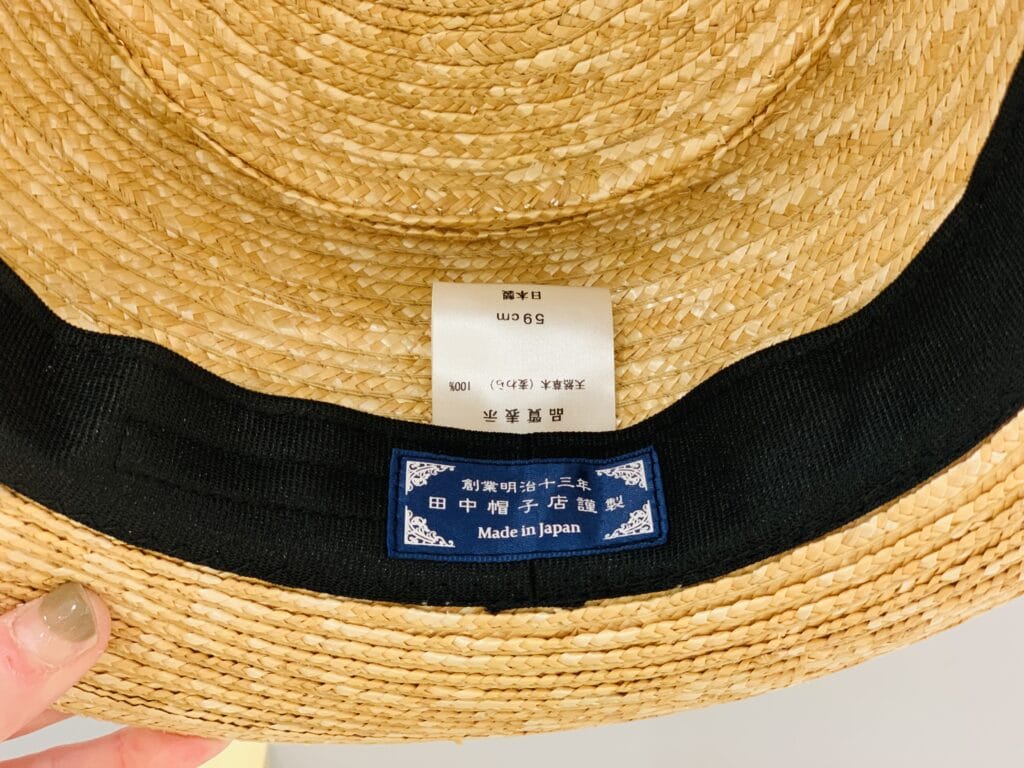 品質表示
天然草木（麦わら） 100%
59cm
日本製
創業明治十三年
田中帽子店謹製
Made in Japan